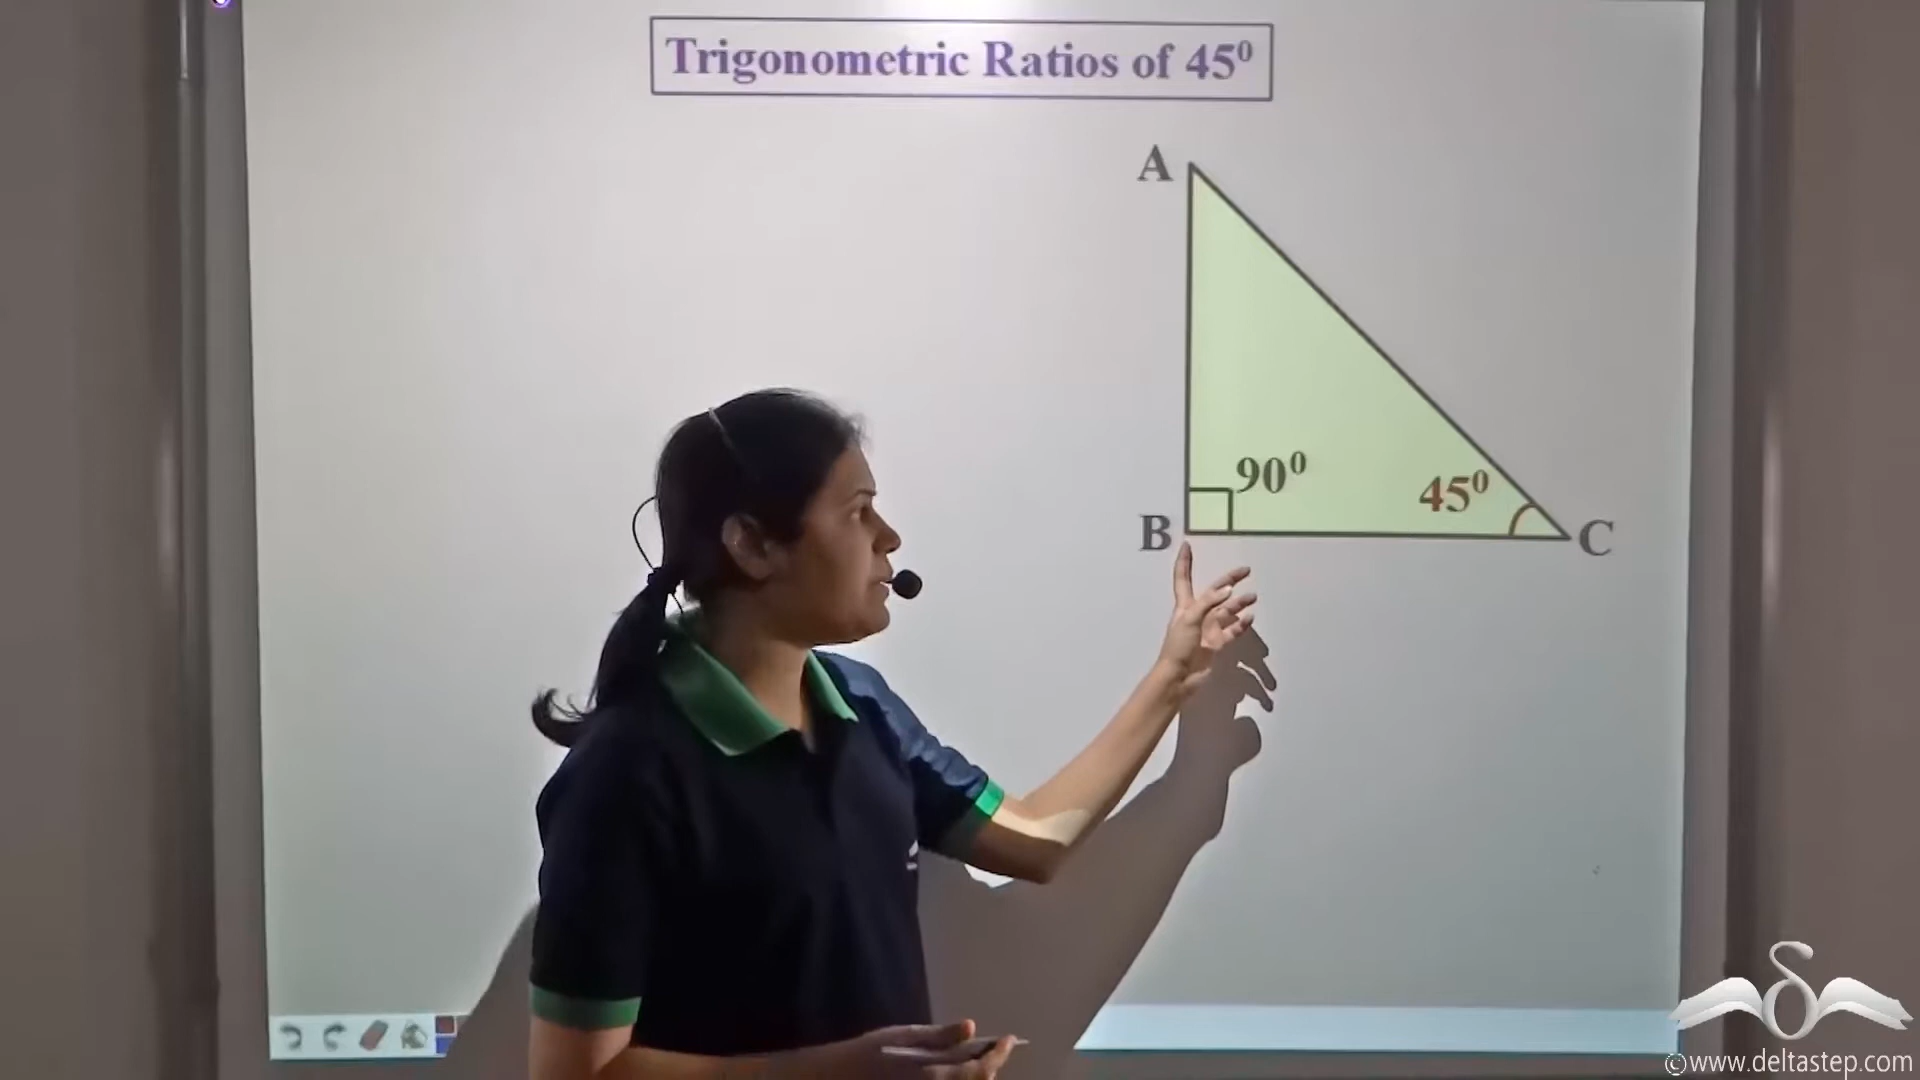 Trigonometric Ratios of 45⁰
A
90⁰
45⁰
B
C
©www.deltastep.com